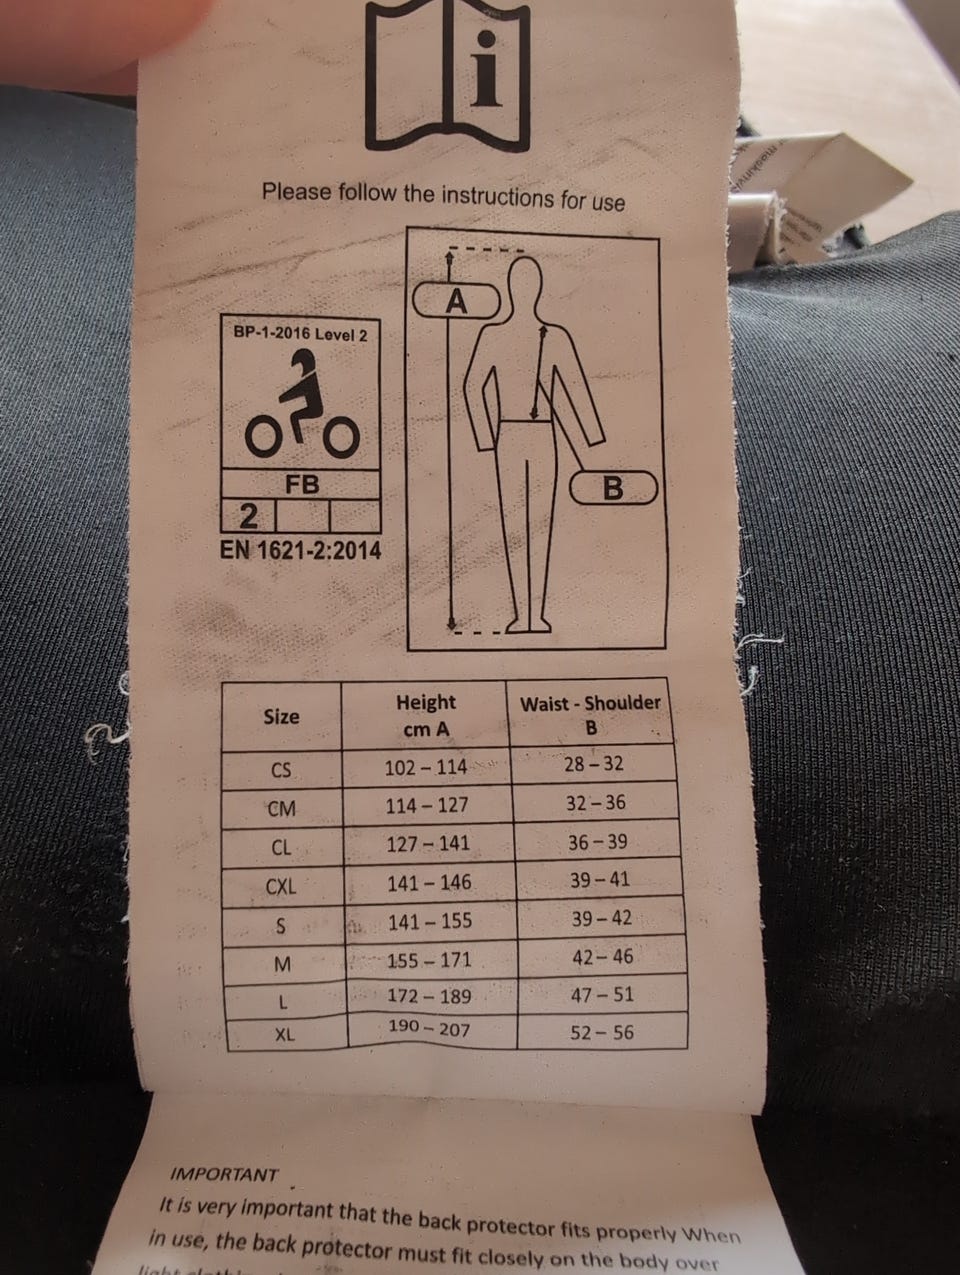 i
Please follow the instructions for use
BP-1-2016 Level 2
FB
2
EN 1621-2:2014
A
B
Size Height cm A Waist - Shoulder B
CS 102 – 114 28 – 32
CM 114 – 127 32 – 36
CL 127 – 141 36 – 39
CXL 141 – 146 39 – 41
S 141 – 155 39 – 42
M 155 – 171 42 – 46
L 172 – 189 47 – 51
XL 190 – 207 52 – 56
IMPORTANT
It is very important that the back protector fits properly When
in use, the back protector must fit closely on the body over